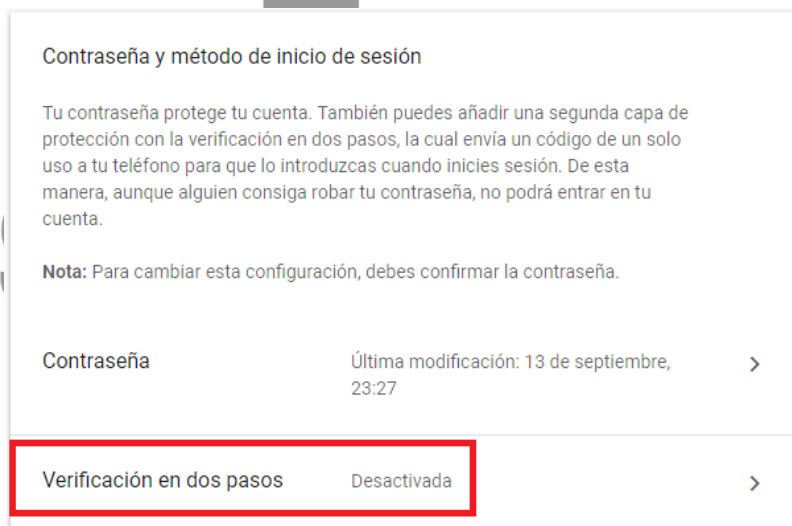 Contraseña y método de inicio de sesión
Tu contraseña protege tu cuenta. También puedes añadir una segunda capa de
protección con la verificación en dos pasos, la cual envía un código de un solo
uso a tu teléfono para que lo introduzcas cuando inicies sesión. De esta
manera, aunque alguien consiga robar tu contraseña, no podrá entrar en tu
cuenta.
Nota: Para cambiar esta configuración, debes confirmar la contraseña.
Contraseña
Última modificación: 13 de septiembre,
23:27
Verificación en dos pasos
Desactivada